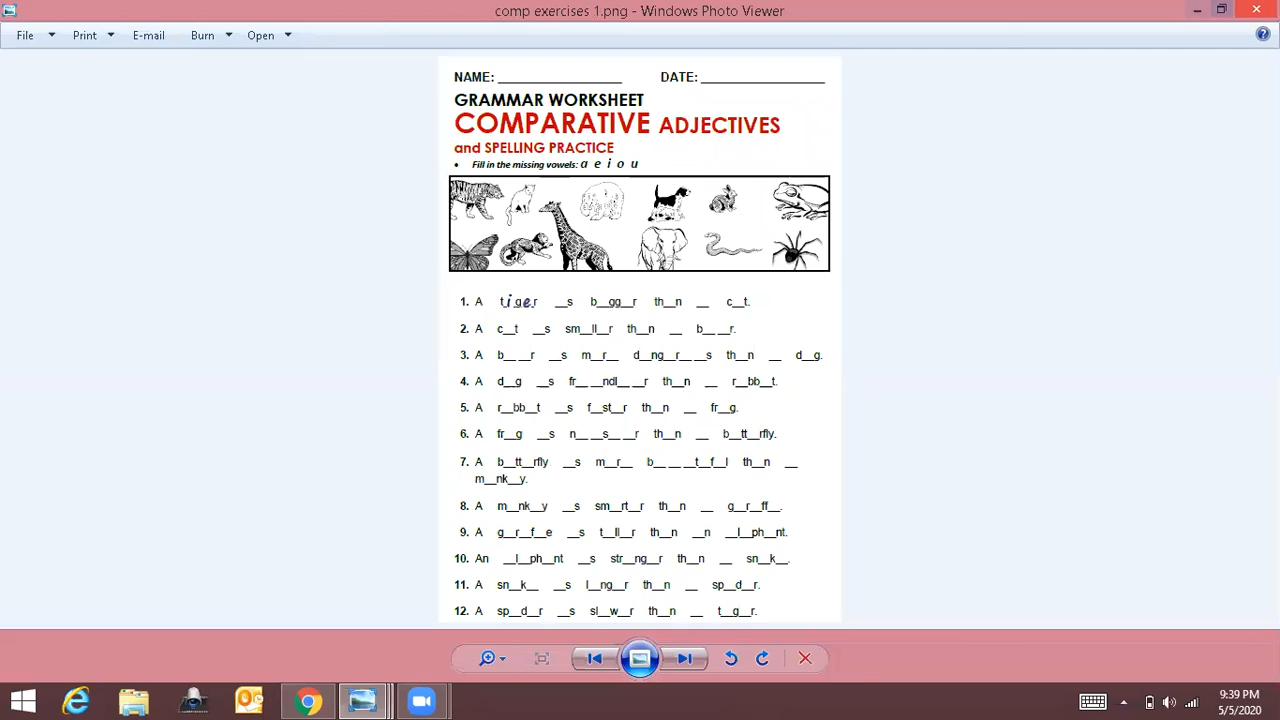 comp exercises 1.png - Windows Photo Viewer
File Print E-mail Burn Open
NAME: ____________________ DATE: ____________________
GRAMMAR WORKSHEET
COMPARATIVE ADJECTIVES
and SPELLING PRACTICE
• Fill in the missing vowels: a e i o u
1. A tiger __s b__gg__r th__n __ c__t.
2. A c__t __s sm__ll__r th__n __ b__ __r.
3. A b__ __r __s m__r__ d__ng__r__ __s th__n __ d__g.
4. A d__g __s fr__ __ndl__ __r th__n __ r__bb__t.
5. A r__bb__t __s f__st__r th__n __ fr__g.
6. A fr__g __s n__ __s__ __r th__n __ b__tt__rfly.
7. A b__tt__rfly __s m__r__ b__ __ __t__f__l th__n __
m__nk__y.
8. A m__nk__y __s sm__rt__r th__n __ g__r__ff__.
9. A g__r__f__e __s t__ll__r th__n __n __l__ph__nt.
10. An __l__ph__nt __s str__ng__r th__n __ sn__k__.
11. A sn__k__ __s l__ng__r th__n __ sp__d__r.
12. A sp__d__r __s sl__w__r th__n __ t__g__r.
9:39 PM
5/5/2020